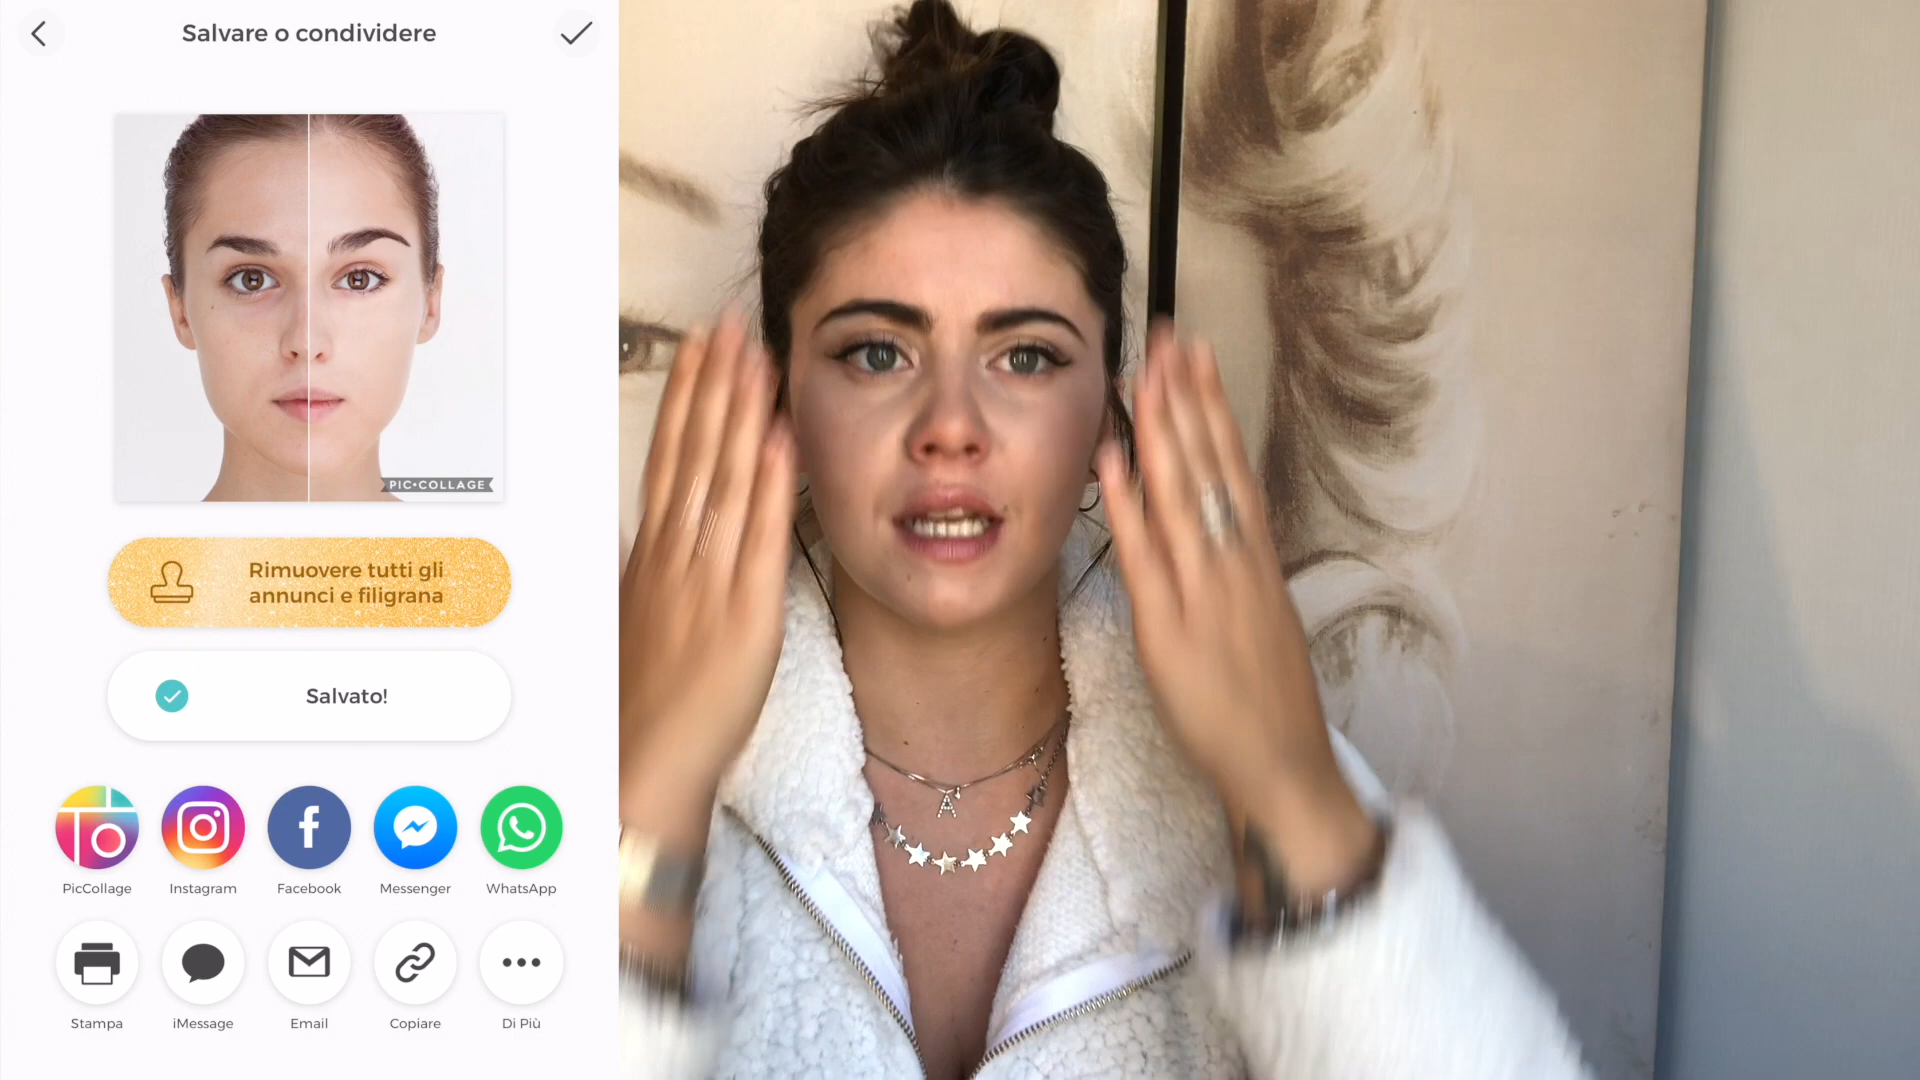 Salvare o condividere
PIC•COLLAGE
Rimuovere tutti gli
annunci e filigrana
Salvato!
PicCollage
Instagram
Facebook
Messenger
WhatsApp
Stampa
iMessage
Email
Copiare
Di Più
A